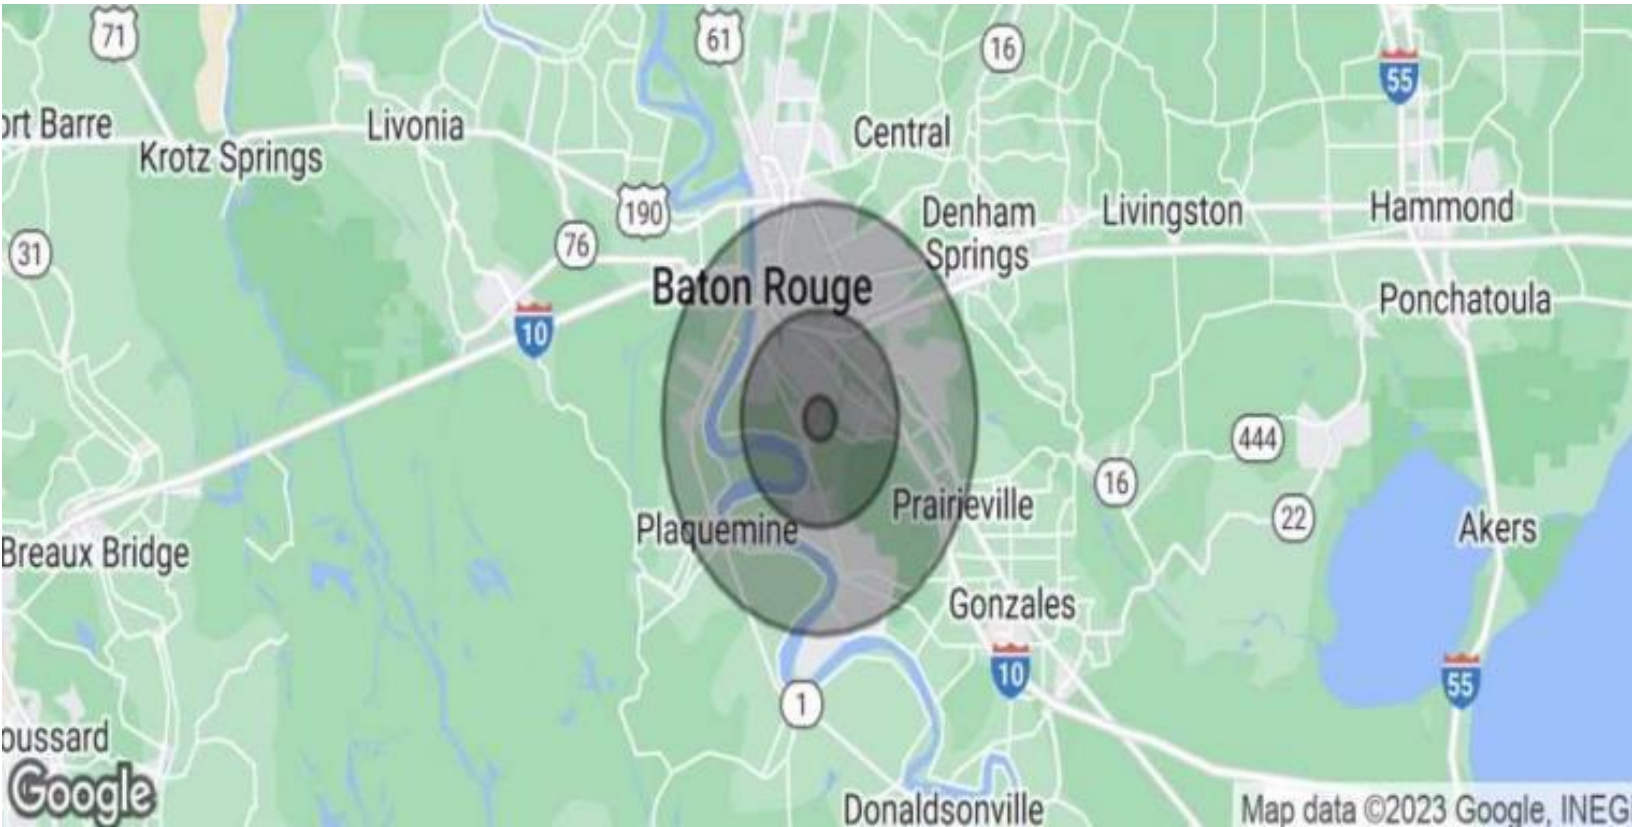 71
61
16
55
ort Barre
Livonia
Central
Krotz Springs
190
Denham
Springs
Livingston
Hammond
31
76
Baton Rouge
Ponchatoula
10
444
16
22
Prairieville
Plaquemine
Akers
Breaux Bridge
Gonzales
10
55
1
oussard
Google
Donaldsonville
Map data ©2023 Google, INEGI